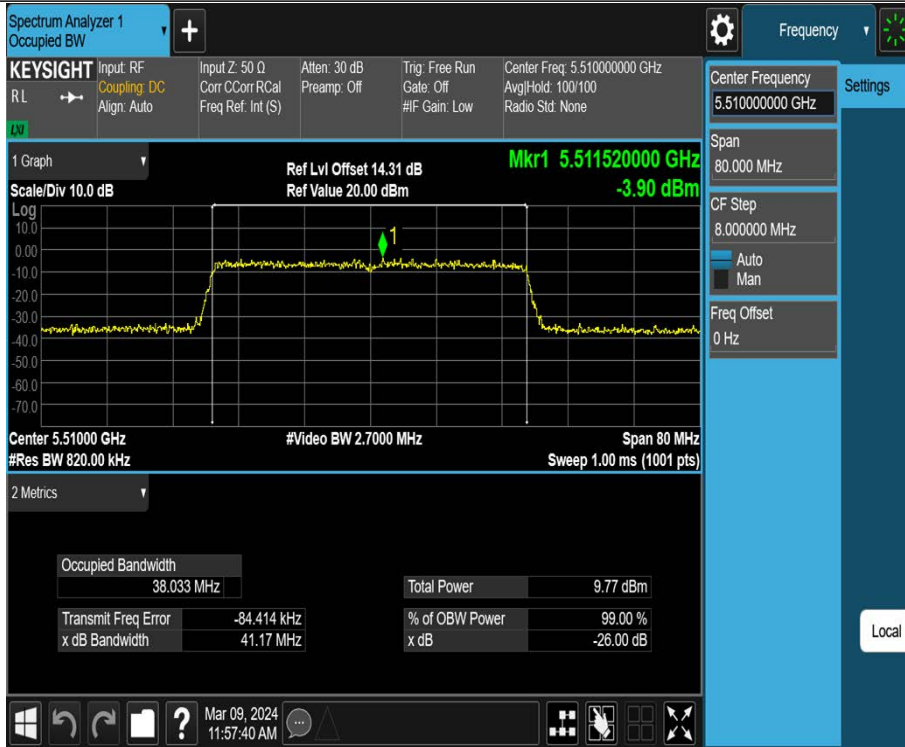 Spectrum Analyzer 1
Occupied BW
+
Frequency
KEYSIGHT
R L
LXI
Input: RF
Coupling: DC
Align: Auto
Input Z: 50 Ω
Corr CCorr RCal
Freq Ref: Int (S)
Atten: 30 dB
Preamp: Off
Trig: Free Run
Gate: Off
#IF Gain: Low
Center Freq: 5.510000000 GHz
Avg|Hold: 100/100
Radio Std: None
Center Frequency
5.510000000 GHz
Settings
Span
80.000 MHz
CF Step
8.000000 MHz
Auto
Man
Freq Offset
0 Hz
Local
1 Graph
Scale/Div 10.0 dB
Ref Lvl Offset 14.31 dB
Ref Value 20.00 dBm
Mkr1 5.511520000 GHz
-3.90 dBm
Log
10.0
0.00
-10.0
-20.0
-30.0
-40.0
-50.0
-60.0
-70.0
1
Center 5.51000 GHz
#Video BW 2.7000 MHz
Span 80 MHz
#Res BW 820.00 kHz
Sweep 1.00 ms (1001 pts)
2 Metrics
Occupied Bandwidth
38.033 MHz
Total Power 9.77 dBm
Transmit Freq Error -84.414 kHz
% of OBW Power 99.00 %
x dB Bandwidth 41.17 MHz
x dB -26.00 dB
?
Mar 09, 2024
11:57:40 AM